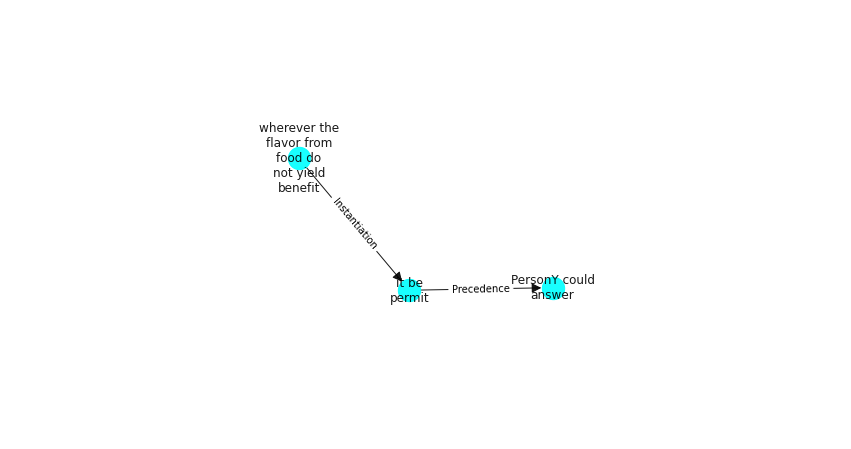 wherever the
flavor from
food do
not yield
benefit
Instantiation
it be
permit
Precedence
PersonY could
answer